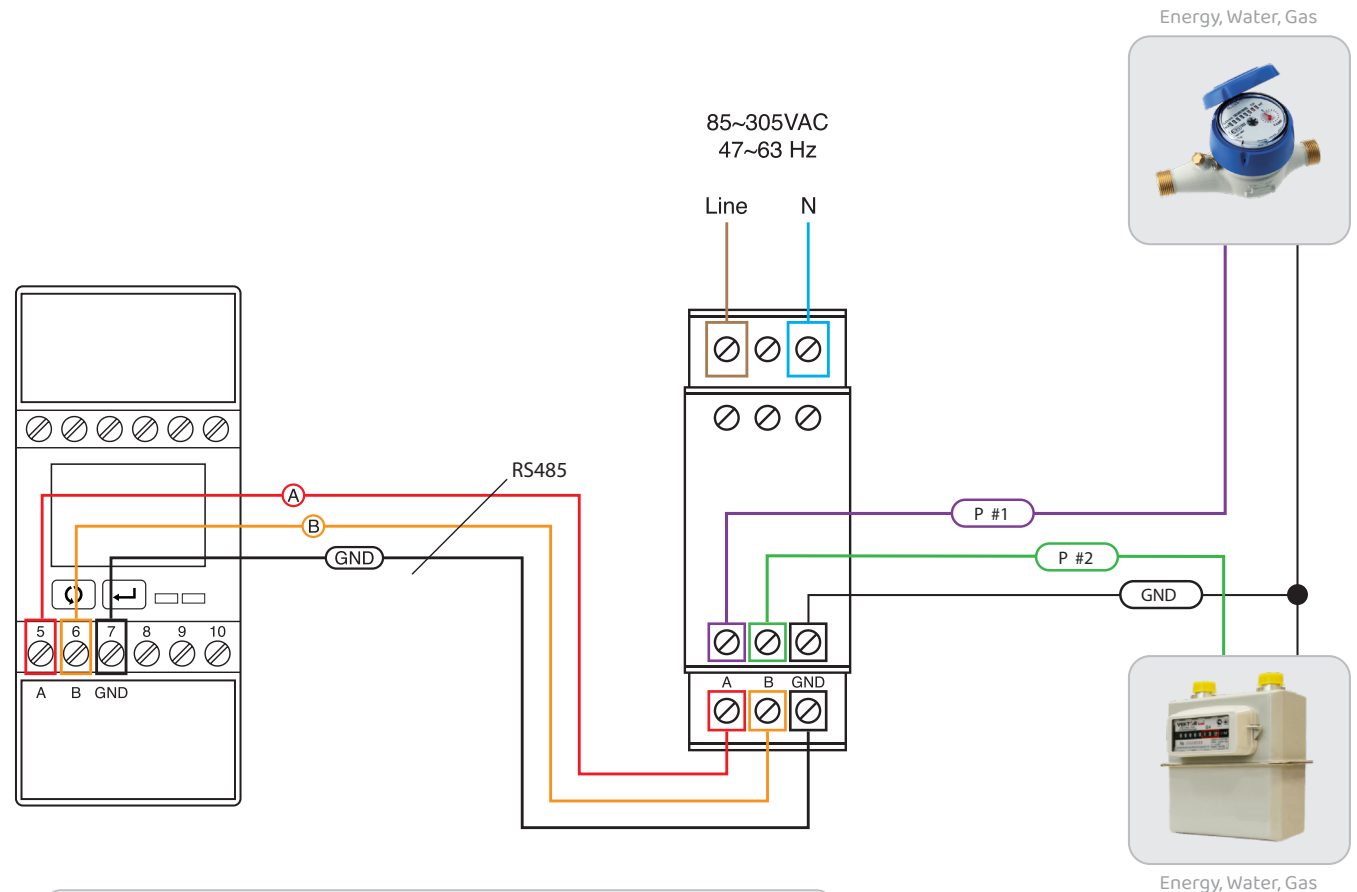 Energy, Water, Gas
85~305VAC
47~63 Hz
Line N
RS485
A
B
GND
P #1
P #2
GND
5 6 7 8 9 10
A B GND
A B GND
Energy, Water, Gas